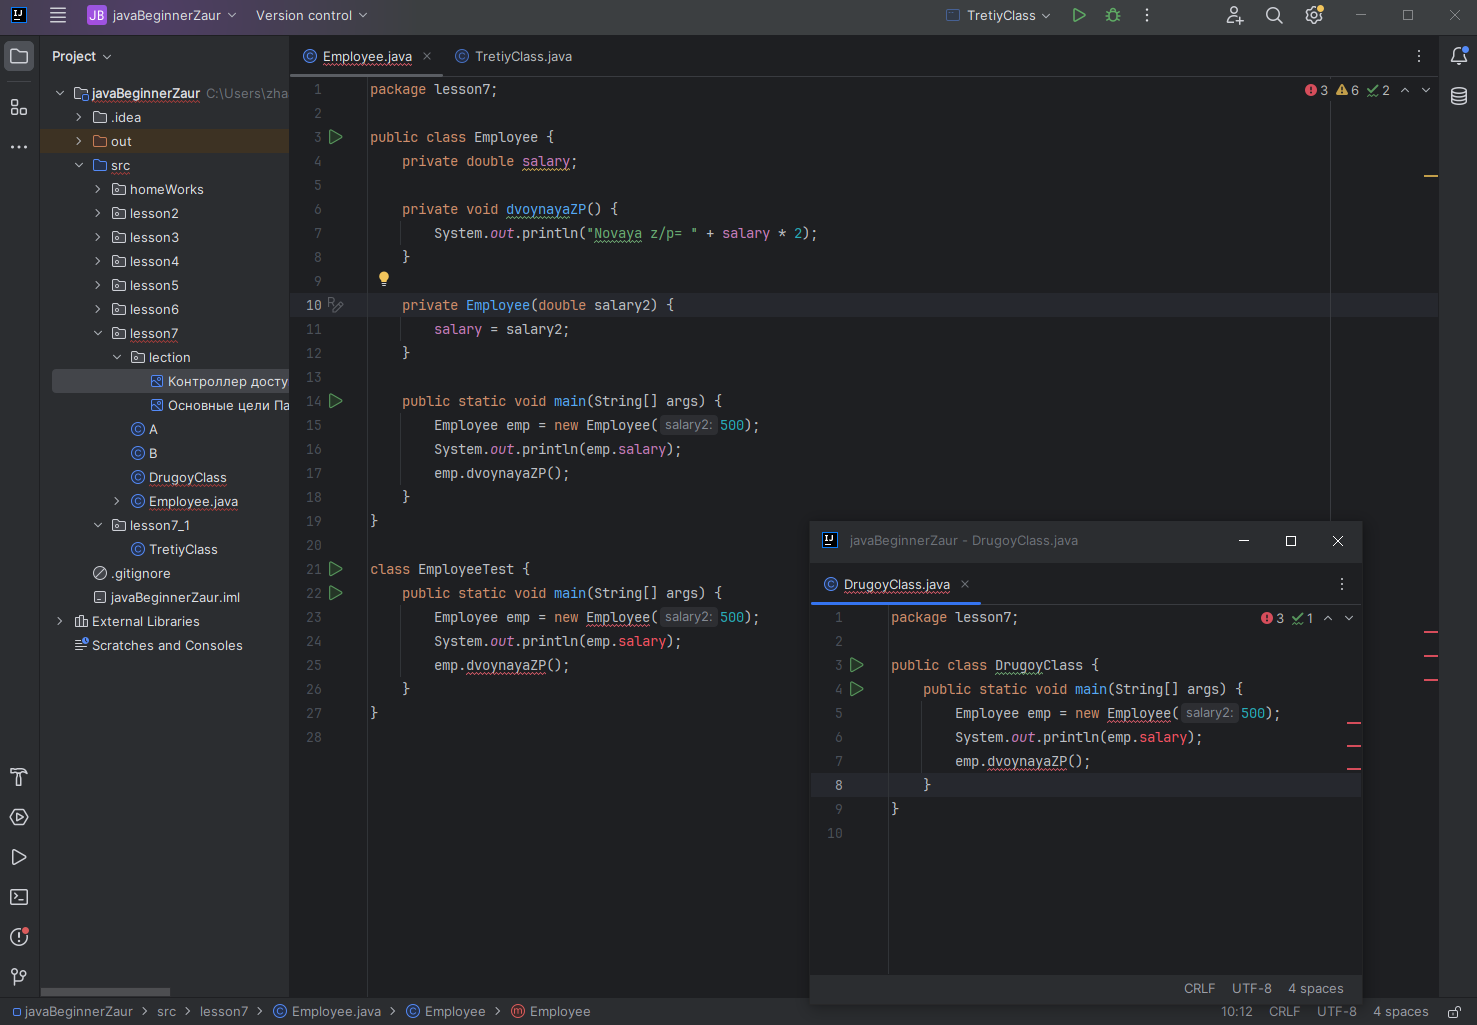 JB javaBeginnerZaur Version control TretiyClass
Project
Employee.java TretiyClass.java
javaBeginnerZaur C:\Users\zha
.idea
out
src
homeWorks
lesson2
lesson3
lesson4
lesson5
lesson6
lesson7
lection
Контроллер досту
Основные цели Па
A
B
DrugoyClass
Employee.java
lesson7_1
TretiyClass
.gitignore
javaBeginnerZaur.iml
External Libraries
Scratches and Consoles
3 6 2
1 package lesson7;
2
3 public class Employee {
4 private double salary;
5
6 private void dvoynayaZP() {
7 System.out.println("Novaya z/p= " + salary * 2);
8 }
9
10 private Employee(double salary2) {
11 salary = salary2;
12 }
13
14 public static void main(String[] args) {
15 Employee emp = new Employee( salary2: 500);
16 System.out.println(emp.salary);
17 emp.dvoynayaZP();
18 }
19 }
20
21 class EmployeeTest {
22 public static void main(String[] args) {
23 Employee emp = new Employee( salary2: 500);
24 System.out.println(emp.salary);
25 emp.dvoynayaZP();
26 }
27 }
28
javaBeginnerZaur - DrugoyClass.java
DrugoyClass.java
3 1
1 package lesson7;
2
3 public class DrugoyClass {
4 public static void main(String[] args) {
5 Employee emp = new Employee( salary2: 500);
6 System.out.println(emp.salary);
7 emp.dvoynayaZP();
8 }
9 }
10
CRLF UTF-8 4 spaces
javaBeginnerZaur > src > lesson7 > Employee.java > Employee > Employee
10:12 CRLF UTF-8 4 spaces